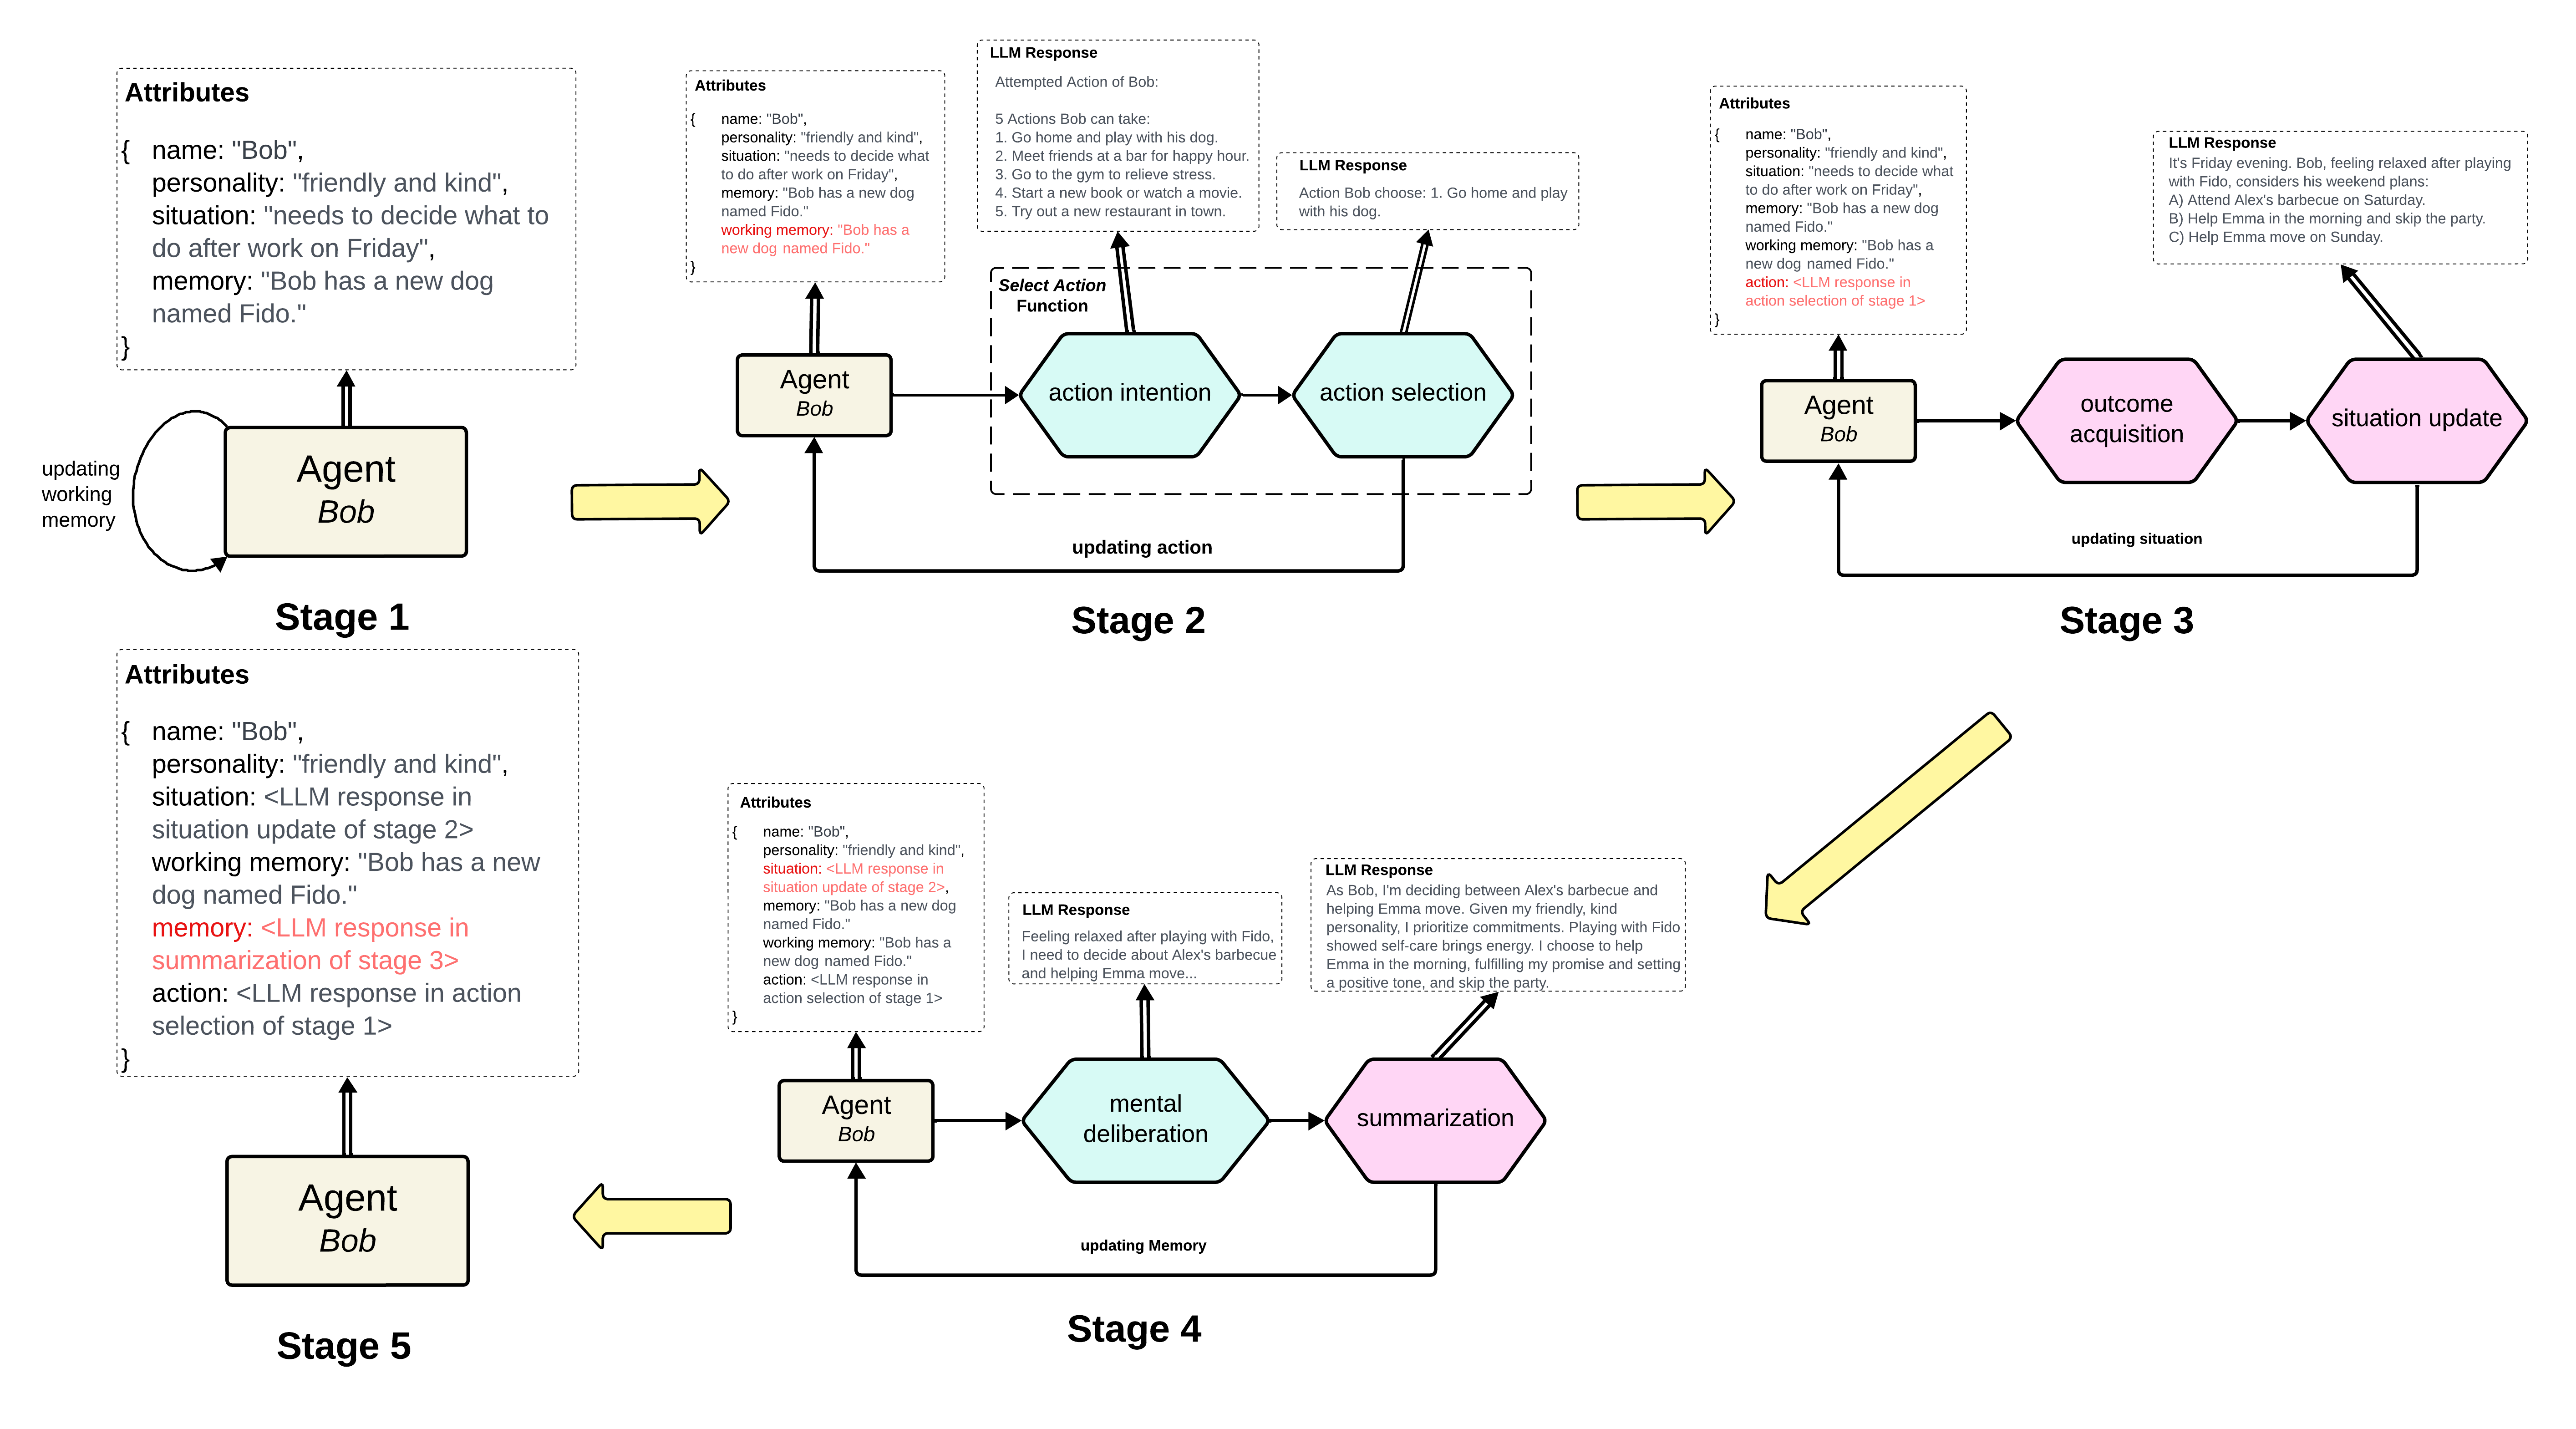 Attributes
{ name: "Bob",
personality: "friendly and kind",
situation: "needs to decide what to
do after work on Friday",
memory: "Bob has a new dog
named Fido."
}
updating
working
memory
Agent
Bob
Stage 1
Attributes
{ name: "Bob",
personality: "friendly and kind",
situation: "needs to decide what
to do after work on Friday",
memory: "Bob has a new dog
named Fido."
working memory: "Bob has a
new dog named Fido."
}
LLM Response
Attempted Action of Bob:
5 Actions Bob can take:
1. Go home and play with his dog.
2. Meet friends at a bar for happy hour.
3. Go to the gym to relieve stress.
4. Start a new book or watch a movie.
5. Try out a new restaurant in town.
LLM Response
Action Bob choose: 1. Go home and play
with his dog.
Select Action
Function
Agent
Bob
action intention
action selection
updating action
Stage 2
Attributes
{ name: "Bob",
personality: "friendly and kind",
situation: "needs to decide what
to do after work on Friday",
memory: "Bob has a new dog
named Fido."
working memory: "Bob has a
new dog named Fido."
action: <LLM response in
action selection of stage 1>
}
LLM Response
It's Friday evening. Bob, feeling relaxed after playing
with Fido, considers his weekend plans:
A) Attend Alex's barbecue on Saturday.
B) Help Emma in the morning and skip the party.
C) Help Emma move on Sunday.
Agent
Bob
outcome
acquisition
situation update
updating situation
Stage 3
Attributes
{ name: "Bob",
personality: "friendly and kind",
situation: <LLM response in
situation update of stage 2>
working memory: "Bob has a new
dog named Fido."
memory: <LLM response in
summarization of stage 3>
action: <LLM response in action
selection of stage 1>
}
Agent
Bob
Stage 5
Attributes
{ name: "Bob",
personality: "friendly and kind",
situation: <LLM response in
situation update of stage 2>,
memory: "Bob has a new dog
named Fido."
working memory: "Bob has a
new dog named Fido."
action: <LLM response in
action selection of stage 1>
}
LLM Response
Feeling relaxed after playing with Fido,
I need to decide about Alex's barbecue
and helping Emma move...
LLM Response
As Bob, I'm deciding between Alex's barbecue and
helping Emma move. Given my friendly, kind
personality, I prioritize commitments. Playing with Fido
showed self-care brings energy. I choose to help
Emma in the morning, fulfilling my promise and setting
a positive tone, and skip the party.
Agent
Bob
mental
deliberation
summarization
updating Memory
Stage 4